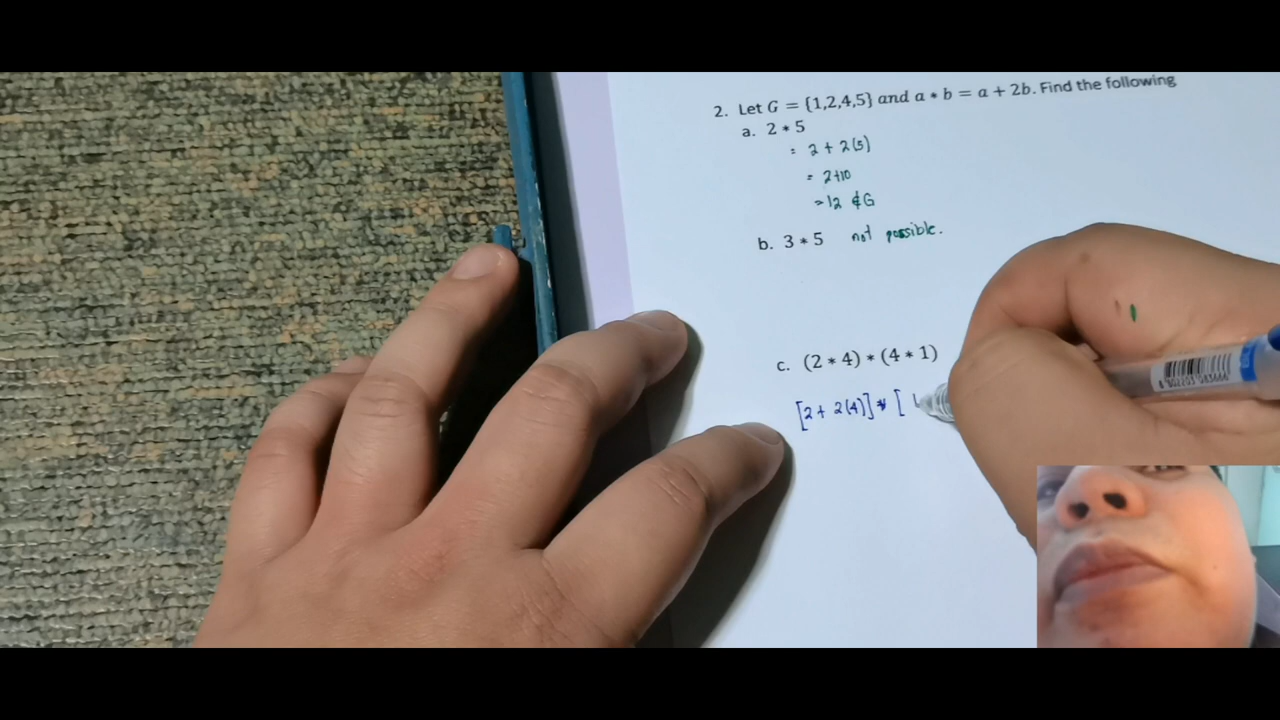 2. Let G = {1,2,4,5} and a * b = a + 2b. Find the following
a. 2 * 5
= 2 + 2(5)
= 2+10
= 12 ∉G
b. 3 * 5 not possible.
c. (2 * 4) * (4 * 1)
[2 + 2(4)] * [